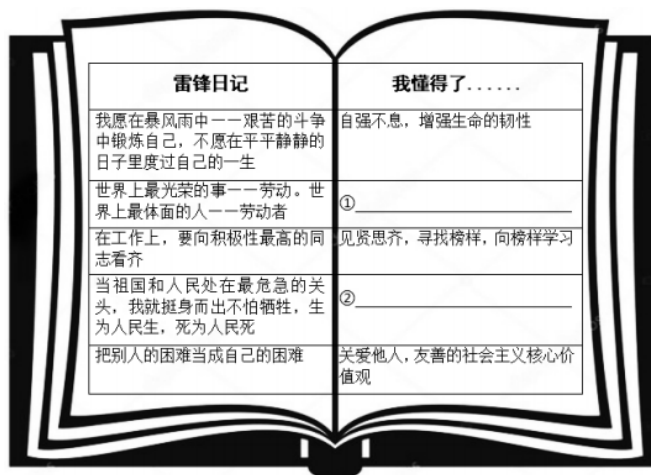 雷锋日记
我懂得了......
我愿在暴风雨中——艰苦的斗争
中锻炼自己，不愿在平平静静的
日子里度过自己的一生
自强不息，增强生命的韧性
世界上最光荣的事——劳动。世
界上最体面的人——劳动者
①____________________
在工作上，要向积极性最高的同
志看齐
见贤思齐，寻找榜样，向榜样学习
当祖国和人民处在最危急的关
头，我就挺身而出不怕牺牲，生
为人民生，死为人民死
②____________________
把别人的困难当成自己的困难
关爱他人，友善的社会主义核心价
值观